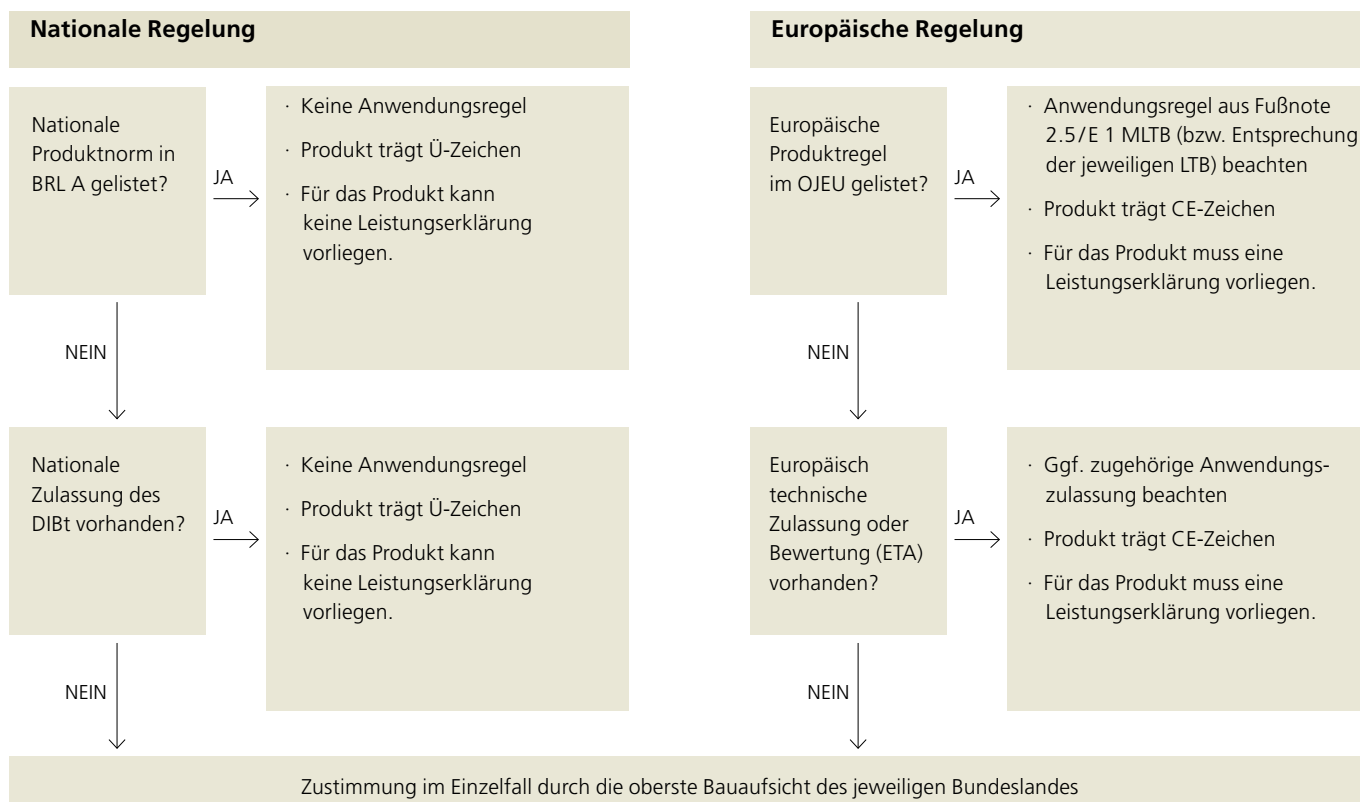 Nationale Regelung
Nationale
Produktnorm in
BRL A gelistet?
JA
· Keine Anwendungsregel
· Produkt trägt Ü-Zeichen
· Für das Produkt kann
keine Leistungserklärung
vorliegen.
NEIN
Nationale
Zulassung des
DIBt vorhanden?
JA
· Keine Anwendungsregel
· Produkt trägt Ü-Zeichen
· Für das Produkt kann
keine Leistungserklärung
vorliegen.
NEIN
Europäische Regelung
Europäische
Produktregel
im OJEU gelistet?
JA
· Anwendungsregel aus Fußnote
2.5/E 1 MLTB (bzw. Entsprechung
der jeweiligen LTB) beachten
· Produkt trägt CE-Zeichen
· Für das Produkt muss eine
Leistungserklärung vorliegen.
NEIN
Europäisch
technische
Zulassung oder
Bewertung (ETA)
vorhanden?
JA
· Ggf. zugehörige Anwendungs-
zulassung beachten
· Produkt trägt CE-Zeichen
· Für das Produkt muss eine
Leistungserklärung vorliegen.
NEIN
Zustimmung im Einzelfall durch die oberste Bauaufsicht des jeweiligen Bundeslandes